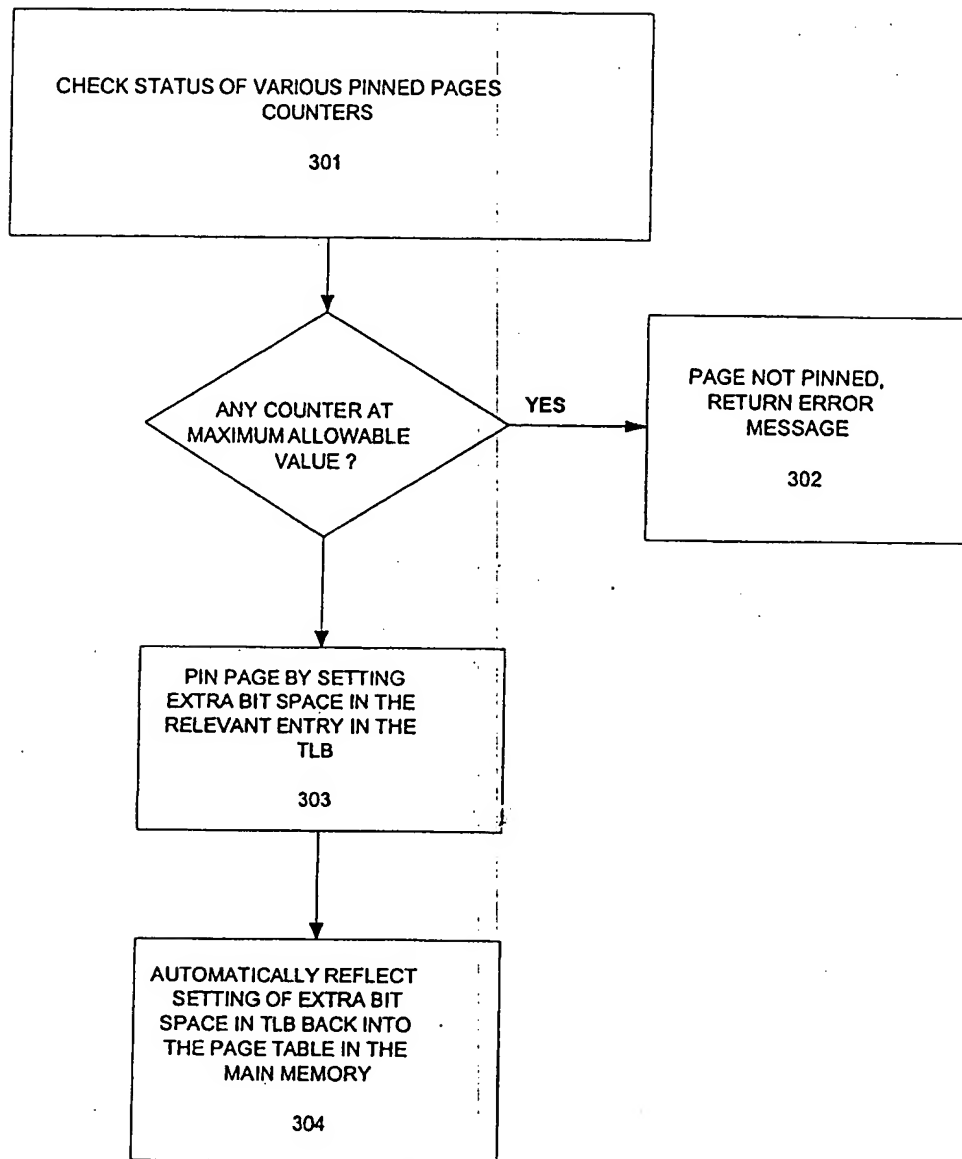 CHECK STATUS OF VARIOUS PINNED PAGES
COUNTERS
301
ANY COUNTER AT
MAXIMUM ALLOWABLE
VALUE ?
YES
PAGE NOT PINNED,
RETURN ERROR
MESSAGE
302
PIN PAGE BY SETTING
EXTRA BIT SPACE IN THE
RELEVANT ENTRY IN THE
TLB
303
AUTOMATICALLY REFLECT
SETTING OF EXTRA BIT
SPACE IN TLB BACK INTO
THE PAGE TABLE IN THE
MAIN MEMORY
304